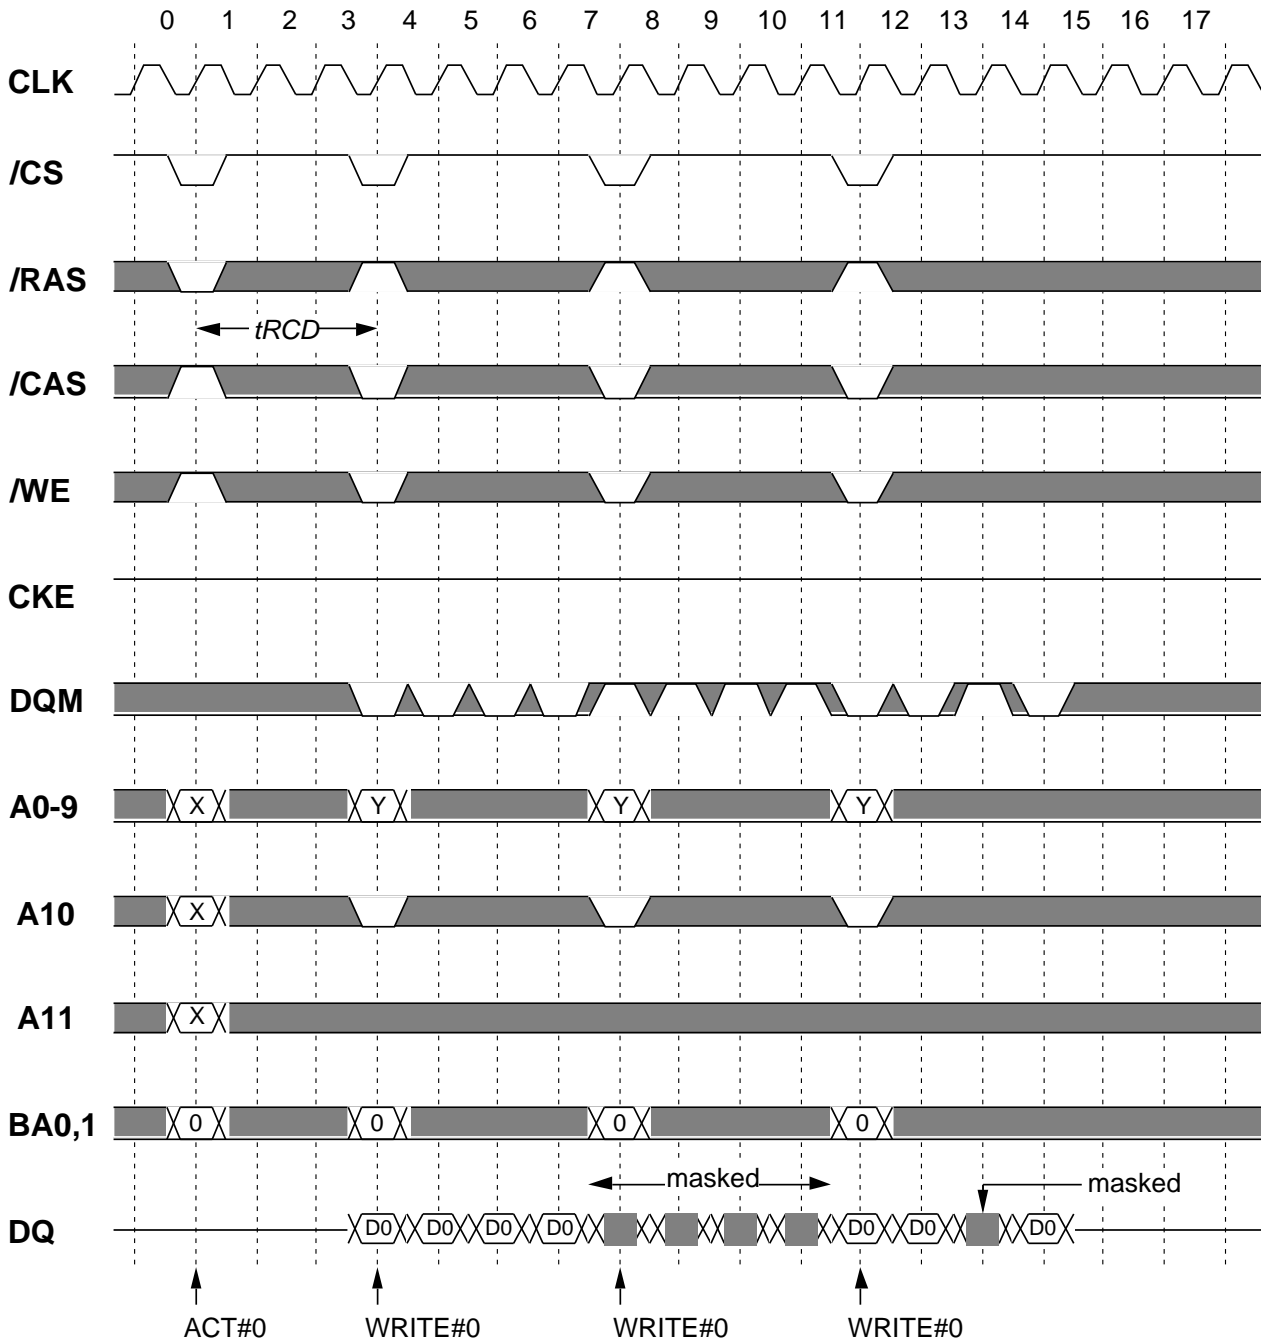 0 1 2 3 4 5 6 7 8 9 10 11 12 13 14 15 16 17
CLK
/CS
/RAS
tRCD
/CAS
/WE
CKE
DQM
A0-9 X Y Y Y
A10 X
A11 X
BA0,1 0 0 0 0
masked masked
DQ D0 D0 D0 D0 D0 D0 D0
ACT#0 WRITE#0 WRITE#0 WRITE#0